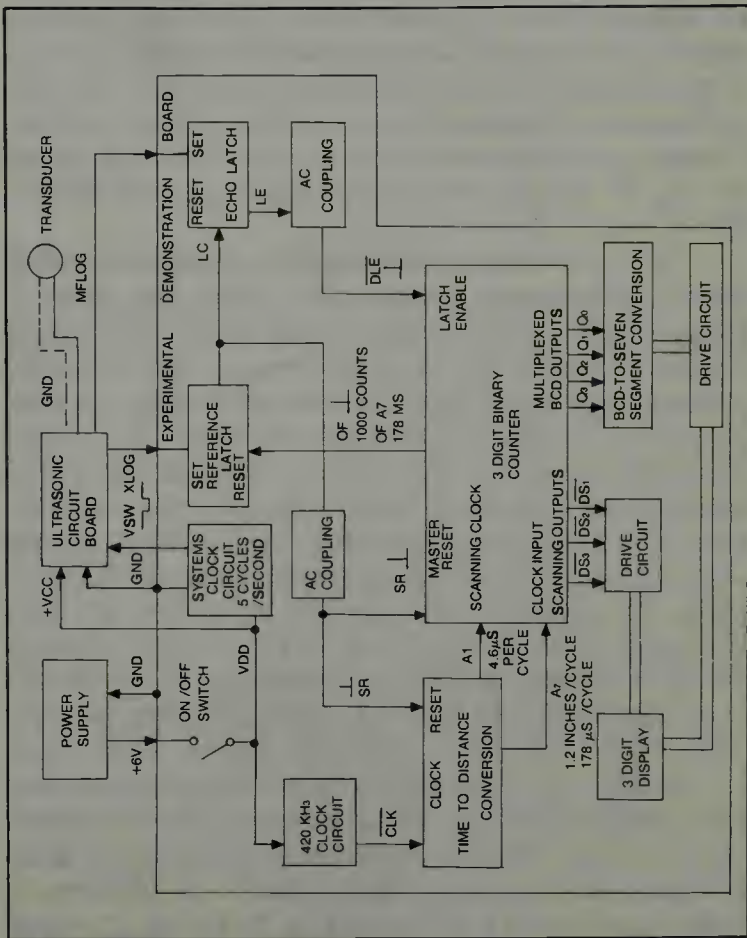 TRANSDUCER
GND
MFLOG
ULTRASONIC
CIRCUIT
BOARD
+VCC
GND
VSW
XLOG
POWER
SUPPLY
GND
+6V
ON /OFF
SWITCH
EXPERIMENTAL
DEMONSTRATION
BOARD
SYSTEMS
CLOCK
CIRCUIT
5 CYCLES
/SECOND
VDD
SET
REFERENCE
LATCH
RESET
LC
RESET SET
ECHO LATCH
LE
AC
COUPLING
DLE
AC
COUPLING
OF
1000 COUNTS
OF A7
178 MS
SR
SR
420 KHz
CLOCK
CIRCUIT
CLK
CLOCK RESET
TIME TO DISTANCE
CONVERSION
A1
4.6μS
PER
CYCLE
A7
1.2 INCHES /CYCLE
178 μS /CYCLE
MASTER
RESET
LATCH
ENABLE
SCANNING CLOCK
3 DIGIT BINARY
COUNTER
CLOCK INPUT
SCANNING OUTPUTS
MULTIPLEXED
BCD OUTPUTS
DS3
DS2
DS1
Q3
Q2
Q1
Q0
DRIVE
CIRCUIT
BCD-TO-SEVEN
SEGMENT CONVERSION
3 DIGIT
DISPLAY
DRIVE CIRCUIT